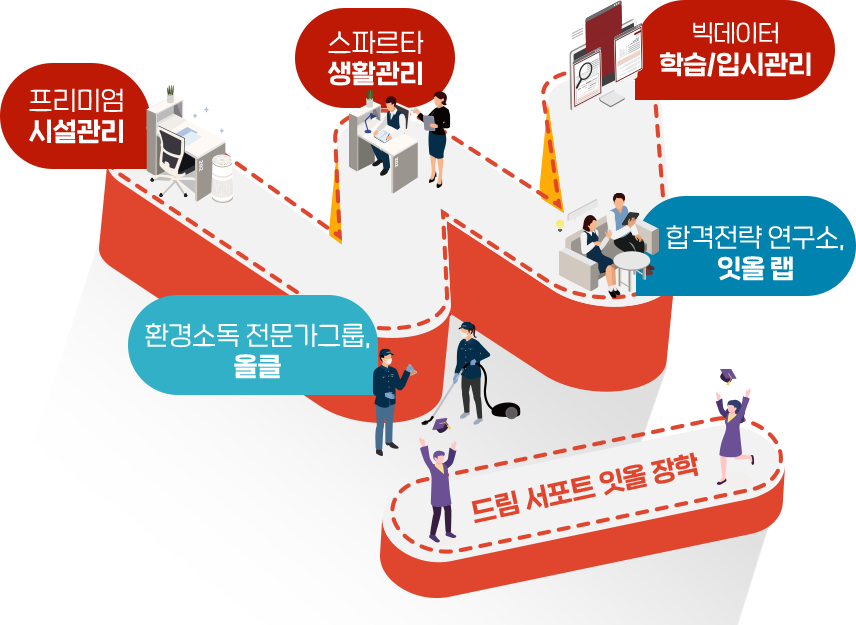 프리미엄
시설관리
스파르타
생활관리
빅데이터
학습/입시관리
합격전략 연구소,
잇올 랩
환경소독 전문가그룹,
올클
드림 서포트 잇올 장학